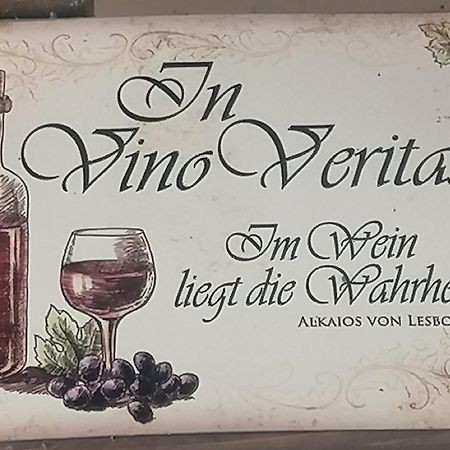 In
Vino Veritas
Im Wein
liegt die Wahrhe
Alkaios von Lesbo